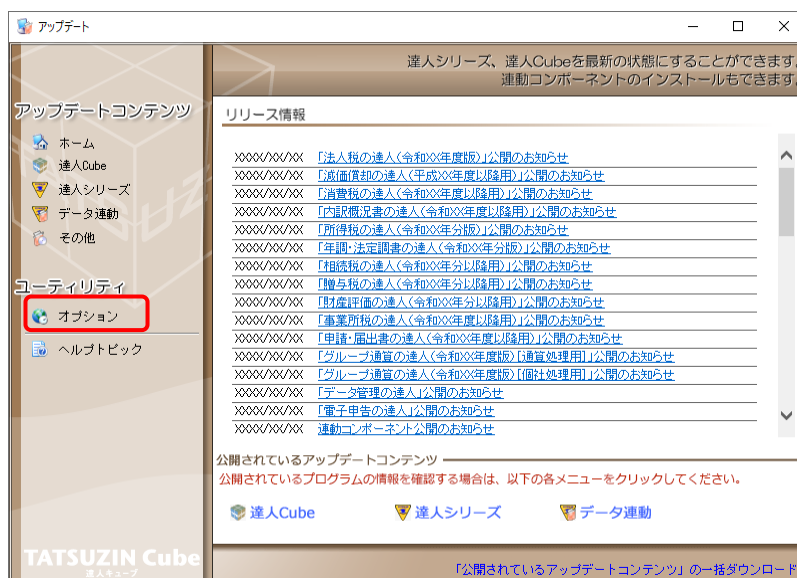 アップデート
達人シリーズ、達人Cubeを最新の状態にすることができます。
連動コンポーネントのインストールもできます。
アップデートコンテンツ
ホーム
達人Cube
達人シリーズ
データ連動
その他
ユーティリティ
オプション
ヘルプトピック
TATSUZIN Cube
達人キューブ
リリース情報
XXXX/XX/XX 「法人税の達人(令和XX年度版)」公開のお知らせ
XXXX/XX/XX 「減価償却の達人(平成XX年度以降用)」公開のお知らせ
XXXX/XX/XX 「消費税の達人(令和XX年度以降用)」公開のお知らせ
XXXX/XX/XX 「内訳概況書の達人(令和XX年度以降用)」公開のお知らせ
XXXX/XX/XX 「所得税の達人(令和XX年分版)」公開のお知らせ
XXXX/XX/XX 「年調・法定調書の達人(令和XX年分版)」公開のお知らせ
XXXX/XX/XX 「相続税の達人(令和XX年分以降用)」公開のお知らせ
XXXX/XX/XX 「贈与税の達人(令和XX年分以降用)」公開のお知らせ
XXXX/XX/XX 「財産評価の達人(令和XX年分以降用)」公開のお知らせ
XXXX/XX/XX 「事業所税の達人(令和XX年度以降用)」公開のお知らせ
XXXX/XX/XX 「申請・届出書の達人(令和XX年度以降用)」公開のお知らせ
XXXX/XX/XX 「グループ通算の達人(令和XX年度版)[通算処理用]」公開のお知らせ
XXXX/XX/XX 「グループ通算の達人(令和XX年度版)[個社処理用]」公開のお知らせ
XXXX/XX/XX 「データ管理の達人」公開のお知らせ
XXXX/XX/XX 「電子申告の達人」公開のお知らせ
XXXX/XX/XX 連動コンポーネント公開のお知らせ
公開されているアップデートコンテンツ
公開されているプログラムの情報を確認する場合は、以下の各メニューをクリックしてください。
達人Cube 達人シリーズ データ連動
「公開されているアップデートコンテンツ」の一括ダウンロード